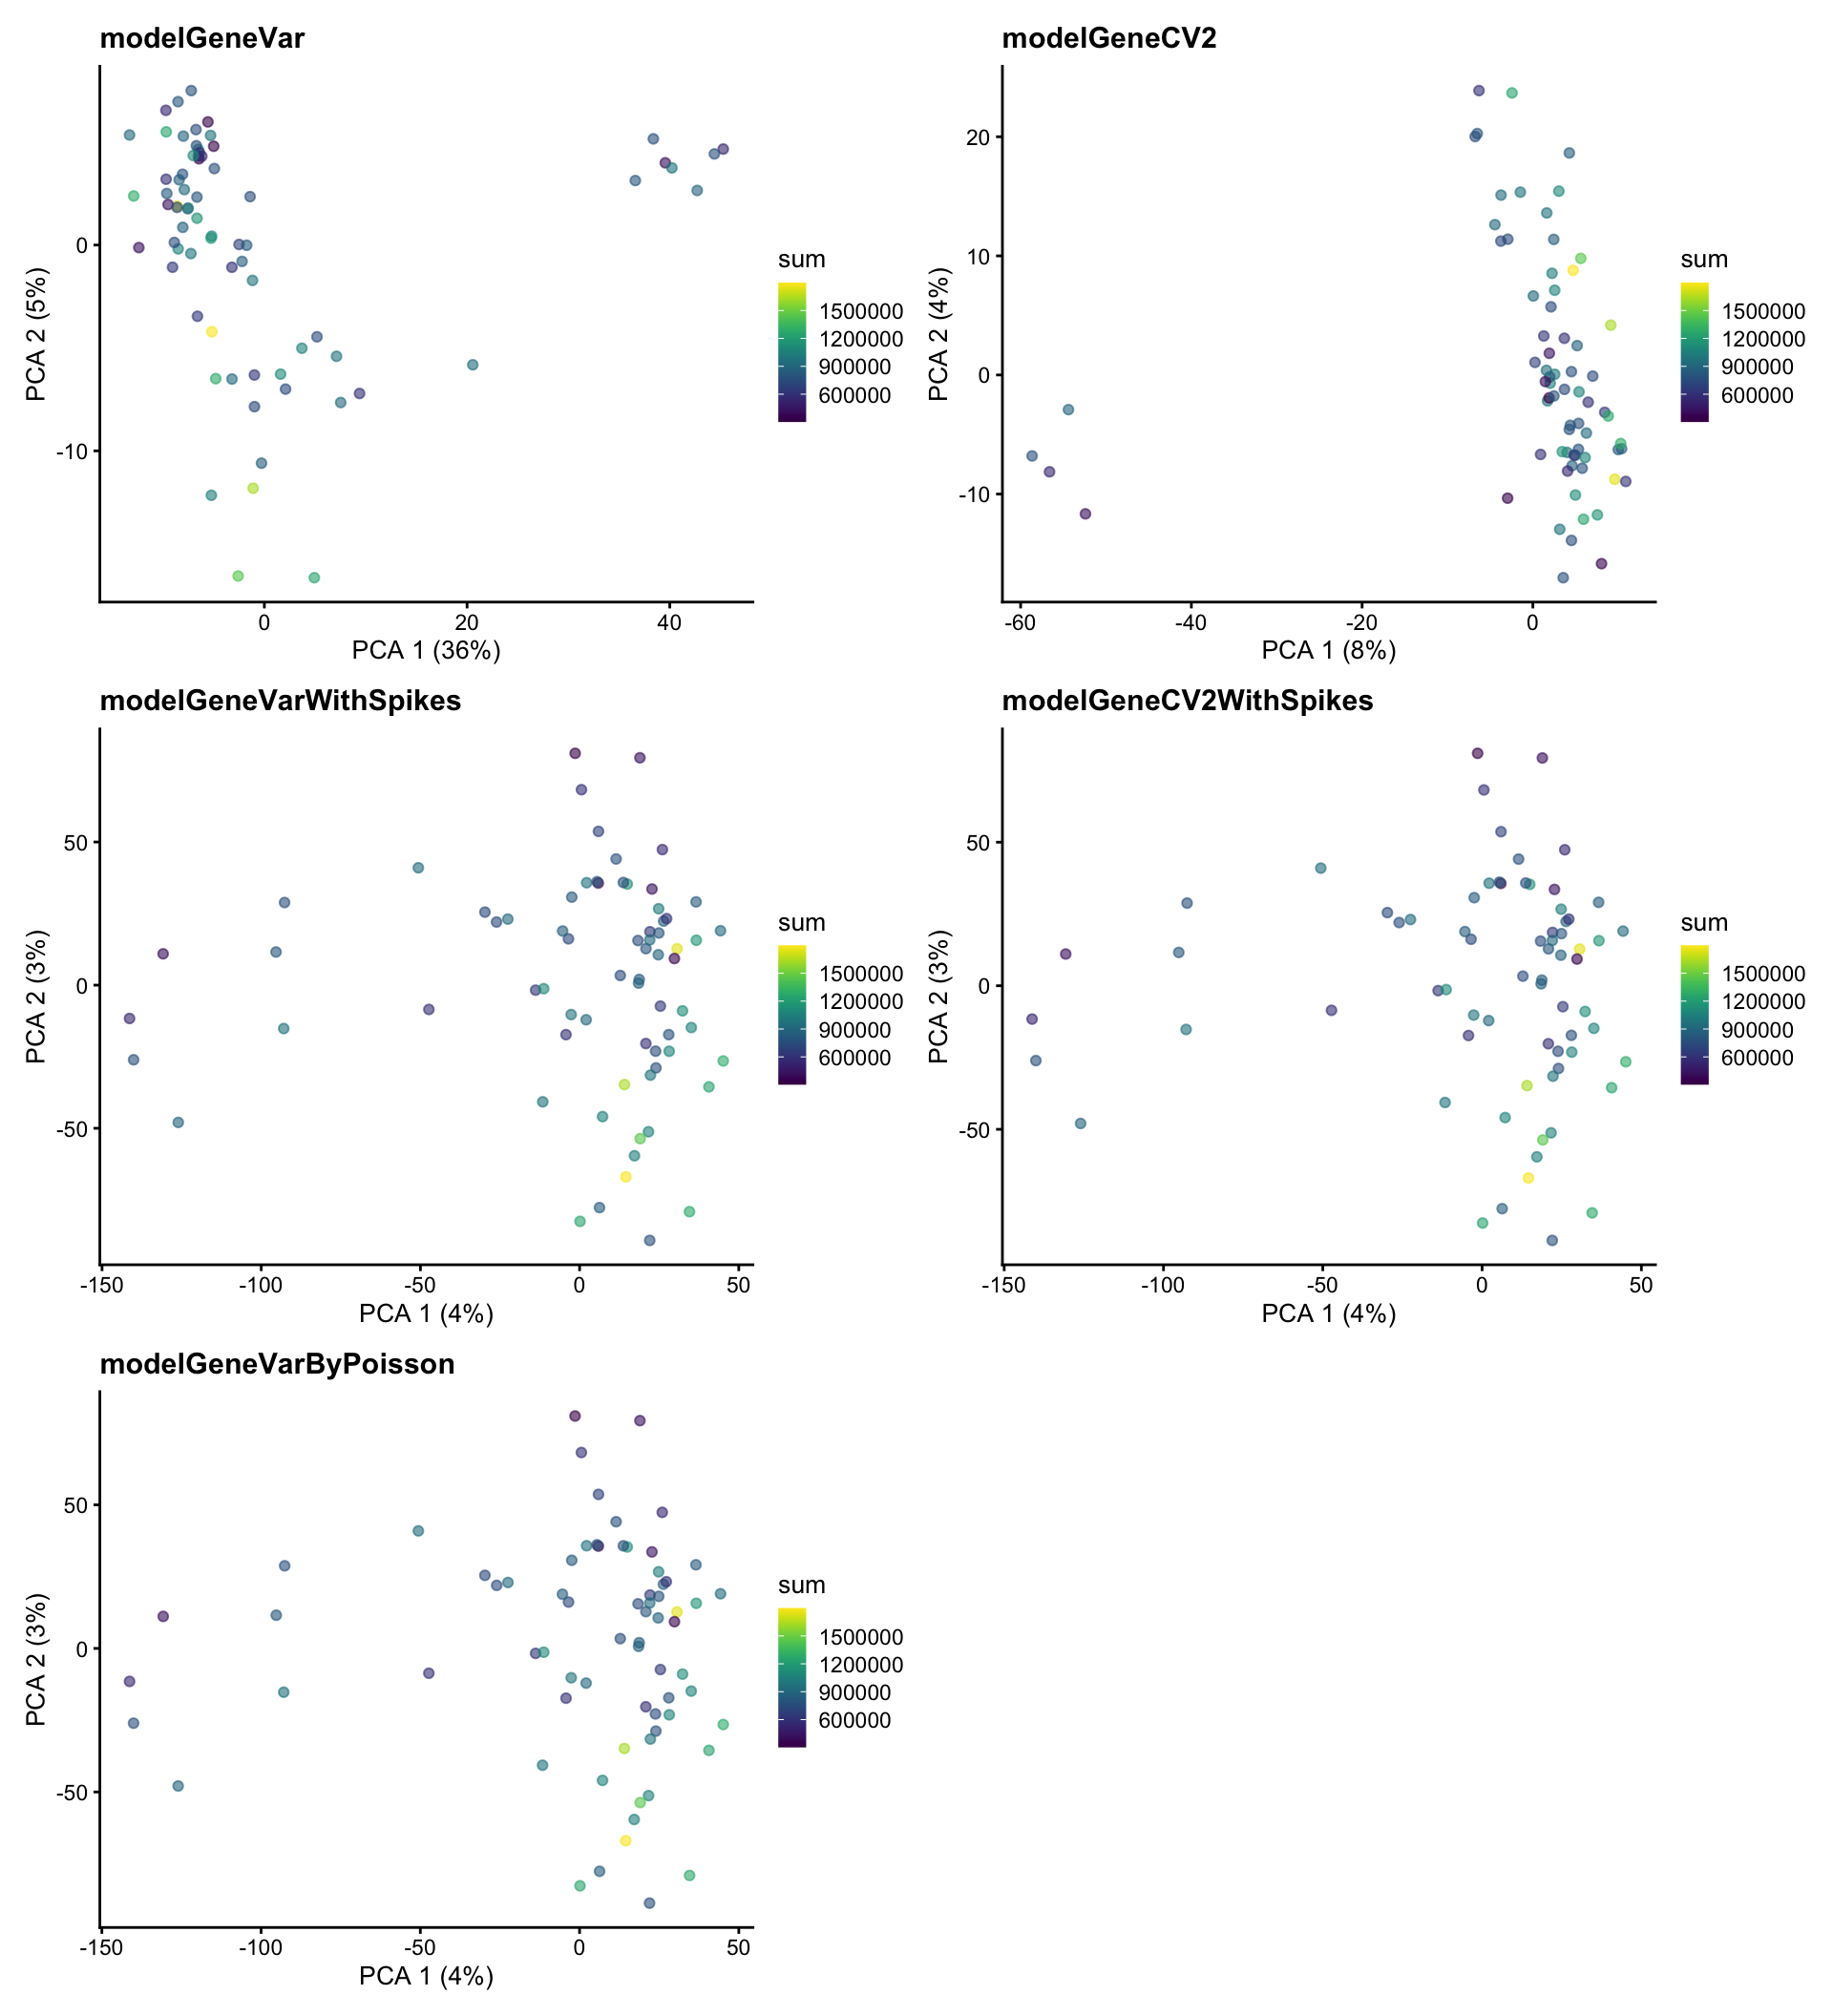 modelGeneVar
0
-10
PCA 2 (5%)
0 20 40
PCA 1 (36%)
sum
1500000
1200000
900000
600000
modelGeneCV2
20
10
0
-10
PCA 2 (4%)
-60 -40 -20 0
PCA 1 (8%)
sum
1500000
1200000
900000
600000
modelGeneVarWithSpikes
50
0
-50
PCA 2 (3%)
-150 -100 -50 0 50
PCA 1 (4%)
sum
1500000
1200000
900000
600000
modelGeneCV2WithSpikes
50
0
-50
PCA 2 (3%)
-150 -100 -50 0 50
PCA 1 (4%)
sum
1500000
1200000
900000
600000
modelGeneVarByPoisson
50
0
-50
PCA 2 (3%)
-150 -100 -50 0 50
PCA 1 (4%)
sum
1500000
1200000
900000
600000